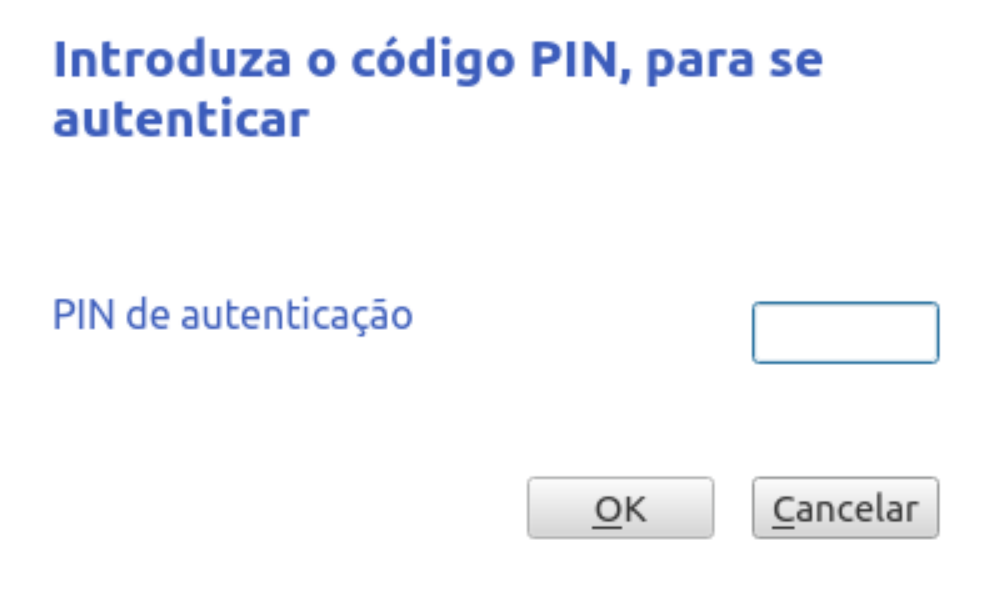 Introduza o código PIN, para se
autenticar
PIN de autenticação
OK
Cancelar